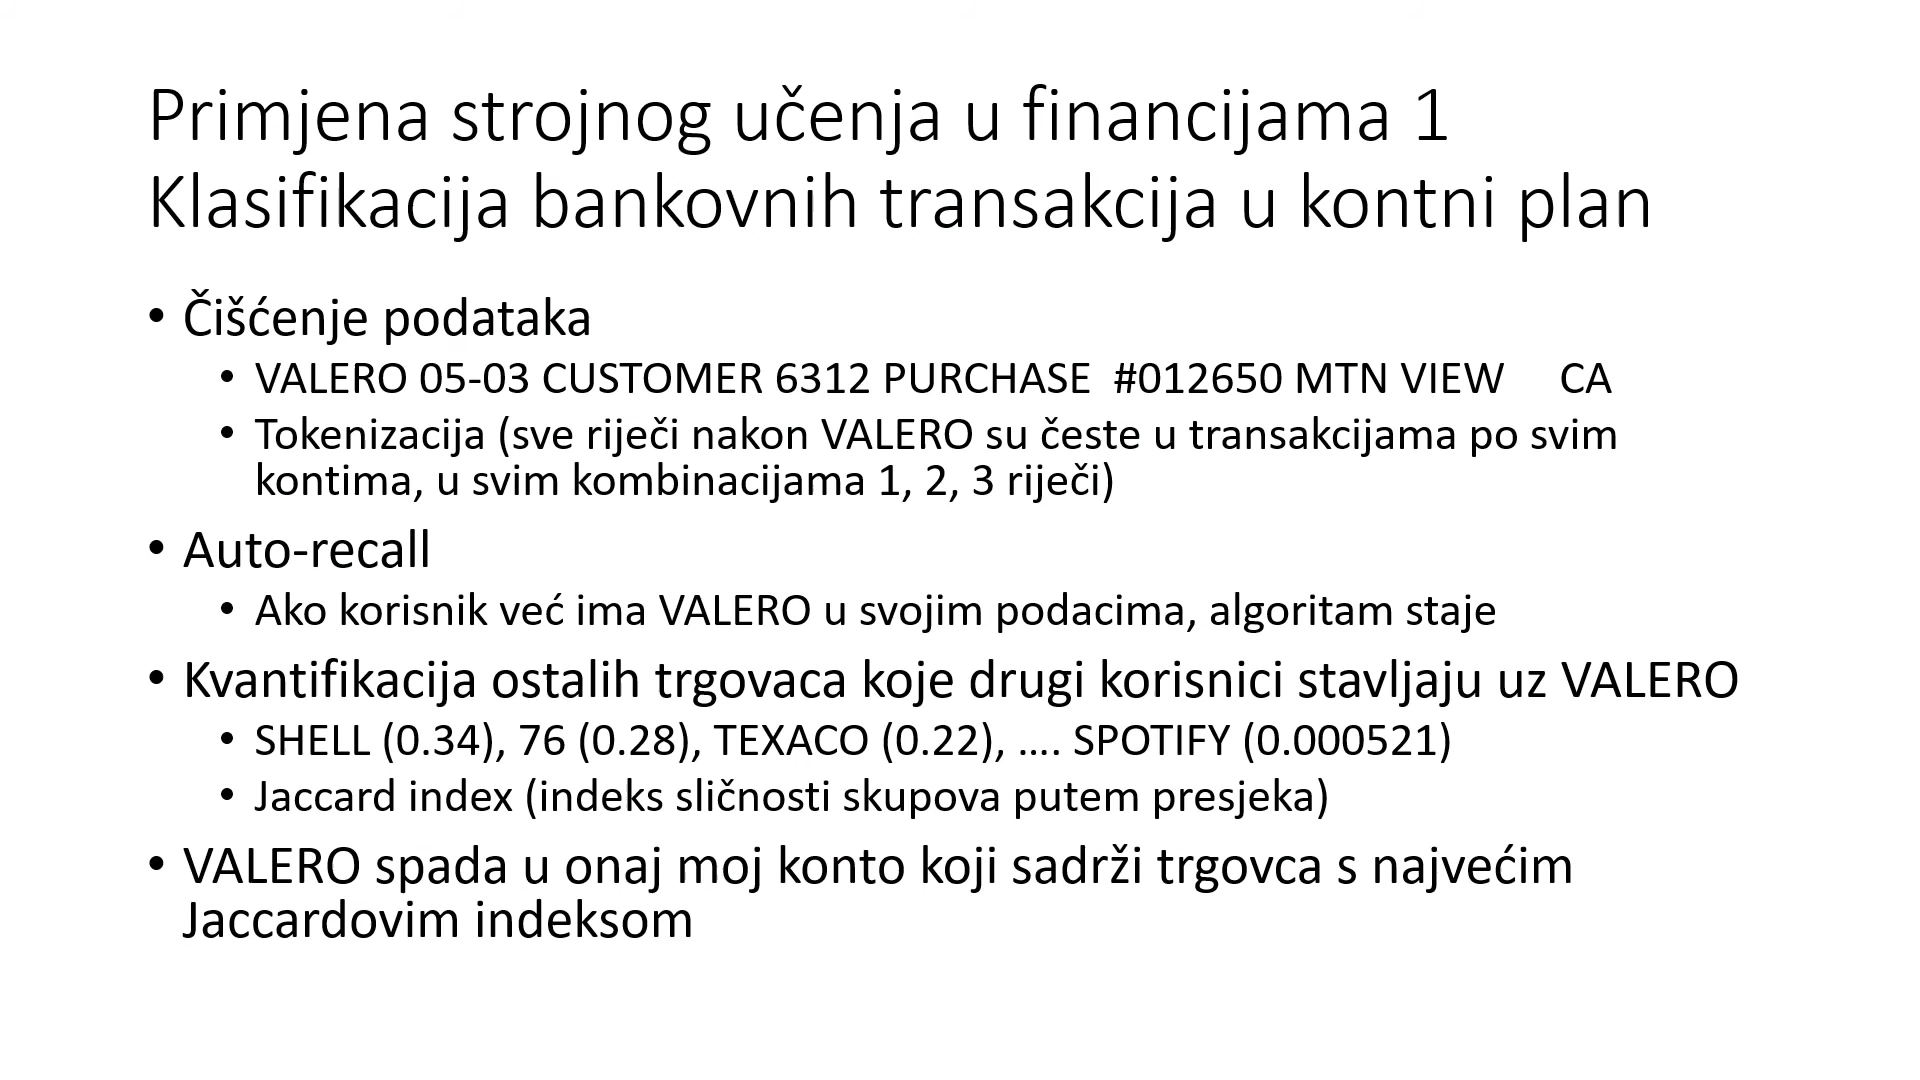 Primjena strojnog učenja u financijama 1
Klasifikacija bankovnih transakcija u kontni plan
• Čišćenje podataka
• VALERO 05-03 CUSTOMER 6312 PURCHASE #012650 MTN VIEW CA
• Tokenizacija (sve riječi nakon VALERO su česte u transakcijama po svim
kontima, u svim kombinacijama 1, 2, 3 riječi)
• Auto-recall
• Ako korisnik već ima VALERO u svojim podacima, algoritam staje
• Kvantifikacija ostalih trgovaca koje drugi korisnici stavljaju uz VALERO
• SHELL (0.34), 76 (0.28), TEXACO (0.22), .... SPOTIFY (0.000521)
• Jaccard index (indeks sličnosti skupova putem presjeka)
• VALERO spada u onaj moj konto koji sadrži trgovca s najvećim
Jaccardovim indeksom